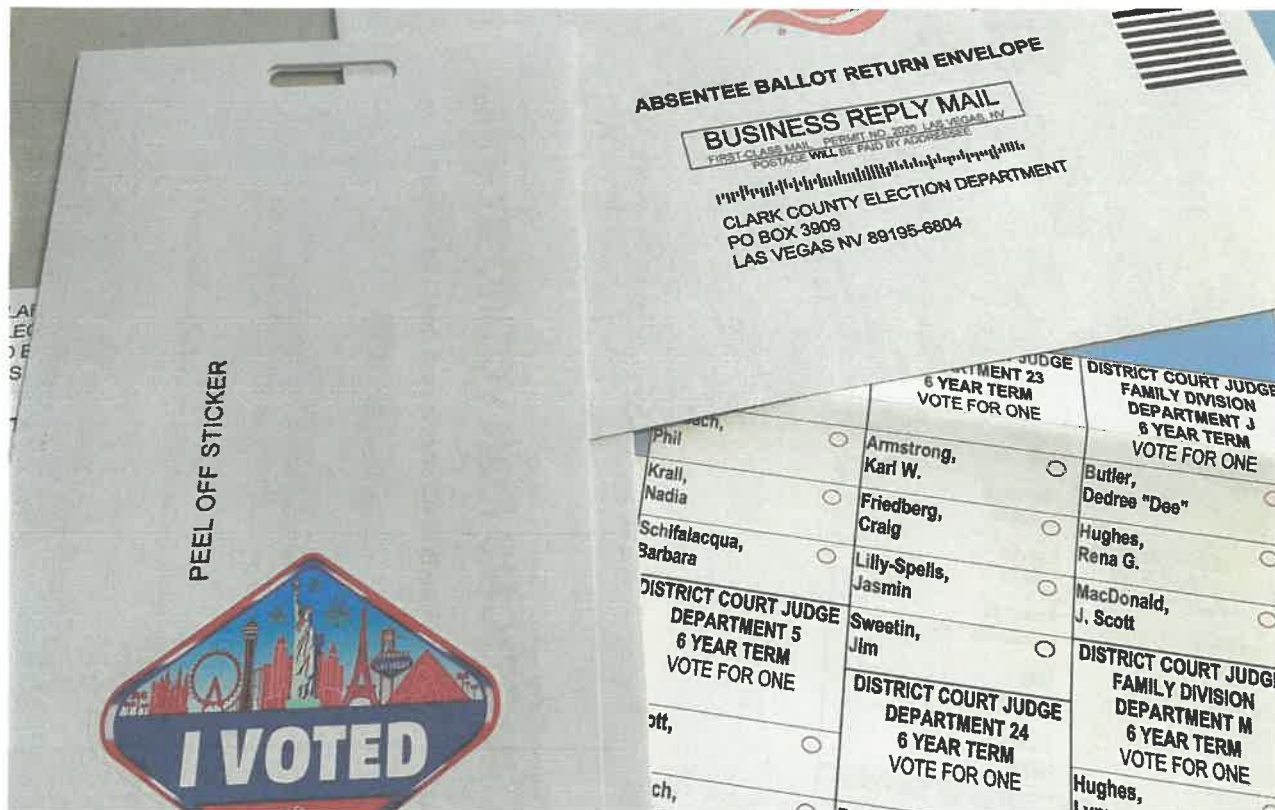 ABSENTEE BALLOT RETURN ENVELOPE
BUSINESS REPLY MAIL
FIRST-CLASS MAIL PERMIT NO. 2020 LAS VEGAS, NV
POSTAGE WILL BE PAID BY ADDRESSEE
CLARK COUNTY ELECTION DEPARTMENT
PO BOX 3909
LAS VEGAS NV 89195-6804
PEEL OFF STICKER
I VOTED
Phil
Krall,
Nadia
Schifalacqua,
Barbara
DISTRICT COURT JUDGE
DEPARTMENT 5
6 YEAR TERM
VOTE FOR ONE
JUDGE
23
6 YEAR TERM
VOTE FOR ONE
Armstrong,
Karl W.
Friedberg,
Craig
Lilly-Spells,
Jasmin
Sweetin,
Jim
DISTRICT COURT JUDGE
DEPARTMENT 24
6 YEAR TERM
VOTE FOR ONE
DISTRICT COURT JUDGE
FAMILY DIVISION
DEPARTMENT J
6 YEAR TERM
VOTE FOR ONE
Butler,
Dedree "Dee"
Hughes,
Rena G.
MacDonald,
J. Scott
DISTRICT COURT JUDGE
FAMILY DIVISION
DEPARTMENT M
6 YEAR TERM
VOTE FOR ONE
Hughes,